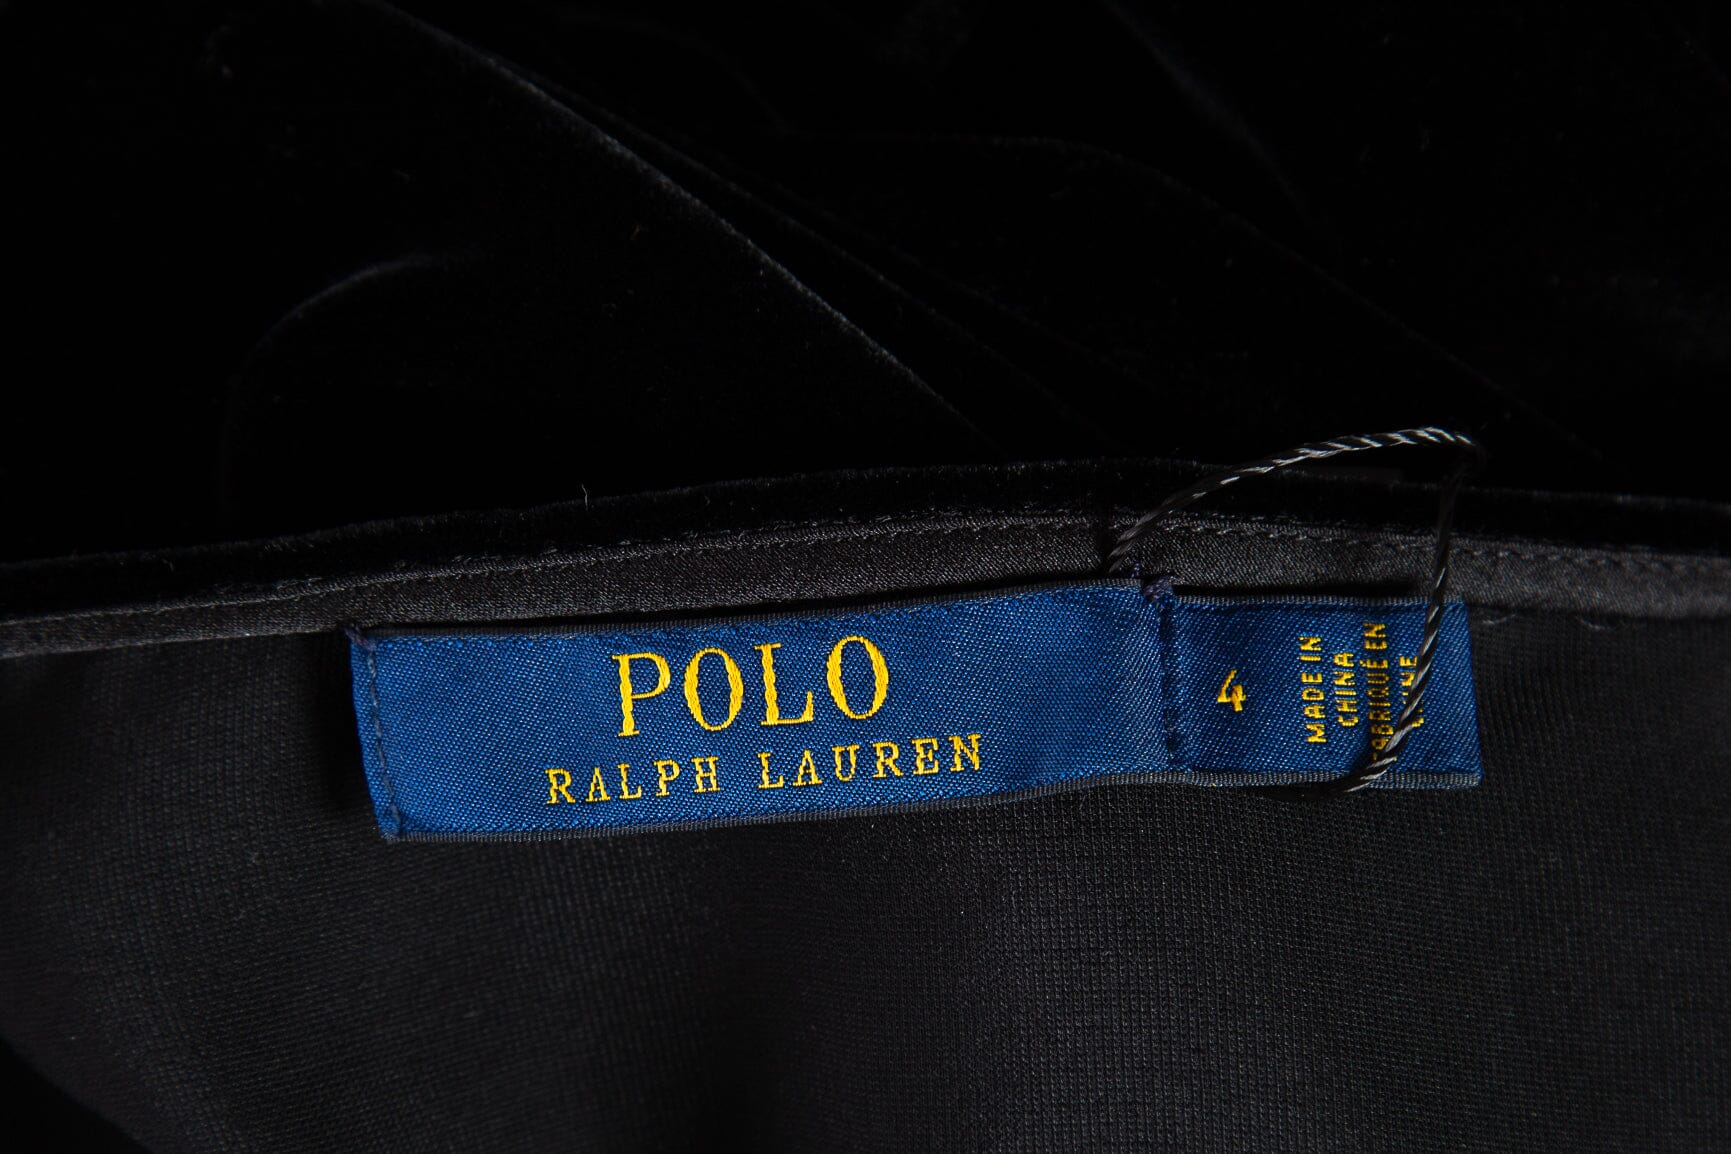 POLO
RALPH LAUREN
4
MADE IN
CHINA
FABRIQUÉ EN